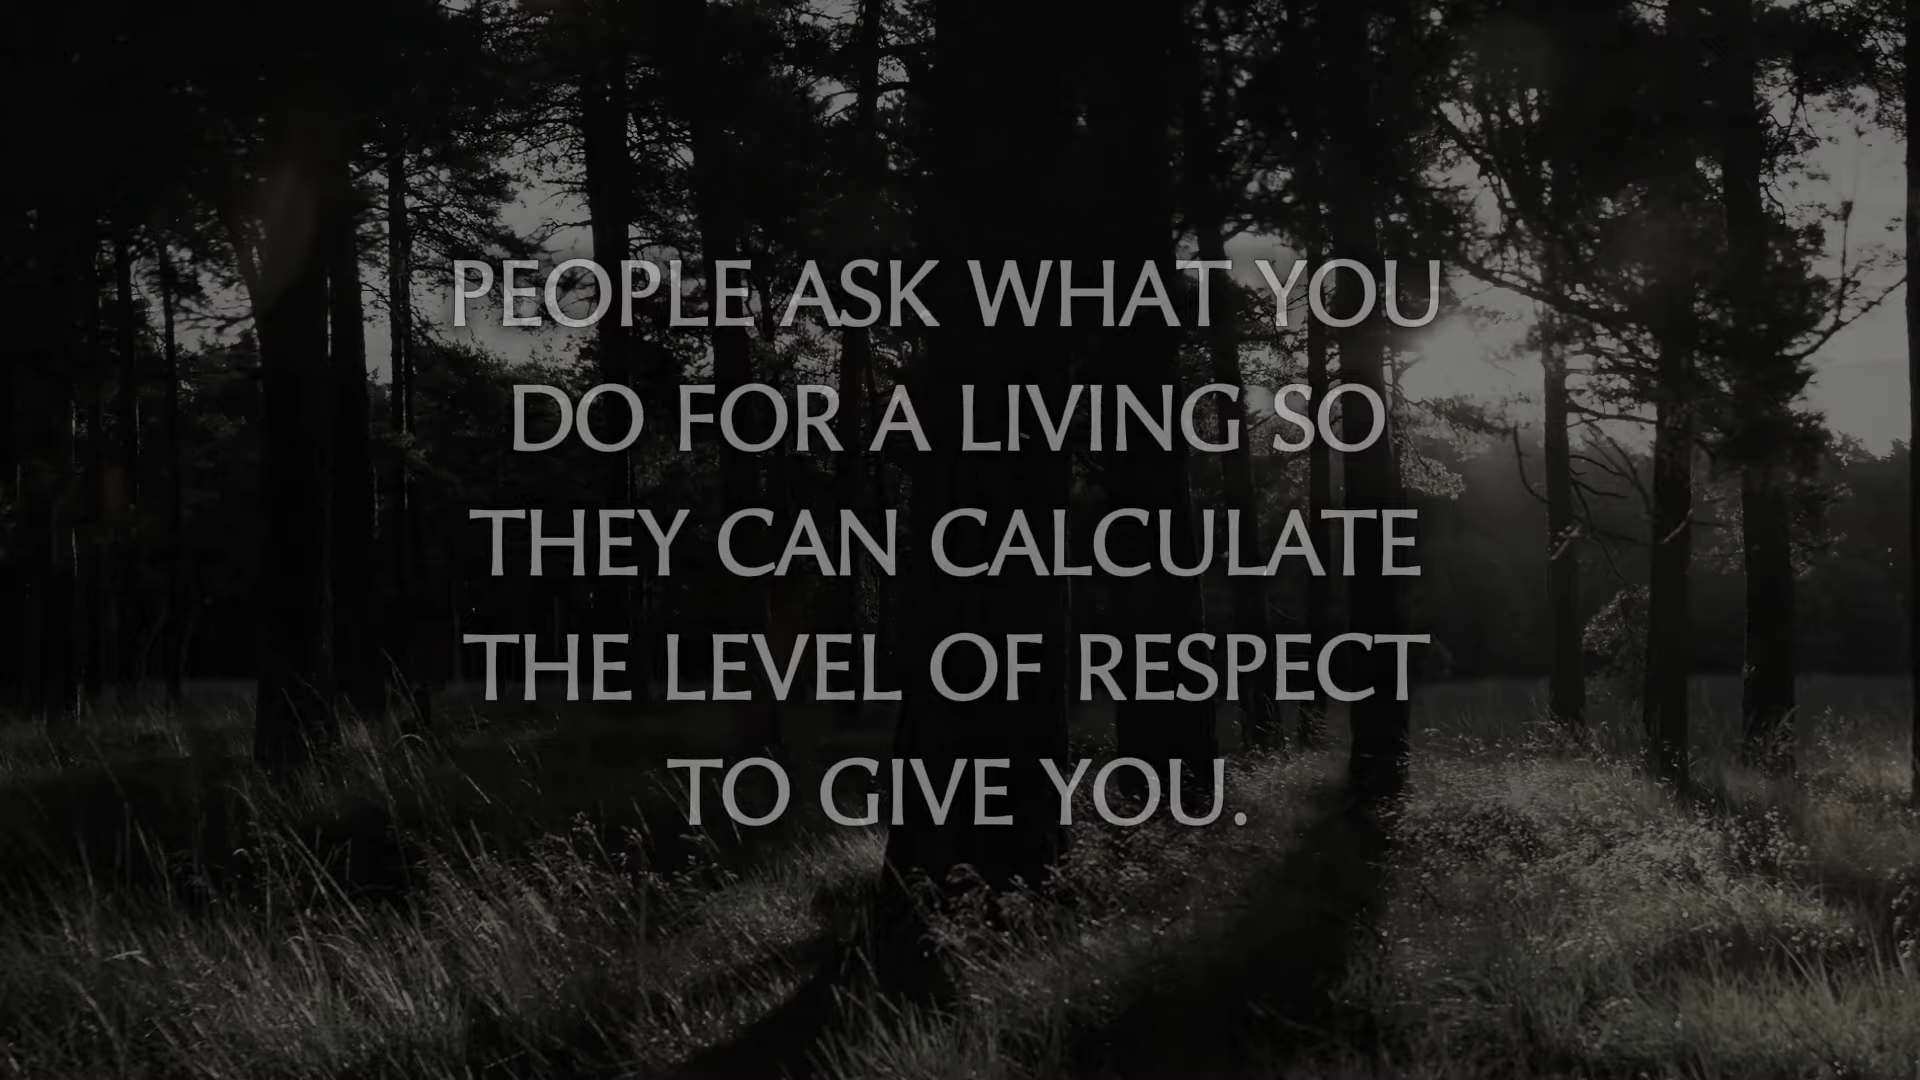 PEOPLE ASK WHAT YOU
DO FOR A LIVING SO
THEY CAN CALCULATE
THE LEVEL OF RESPECT
TO GIVE YOU.